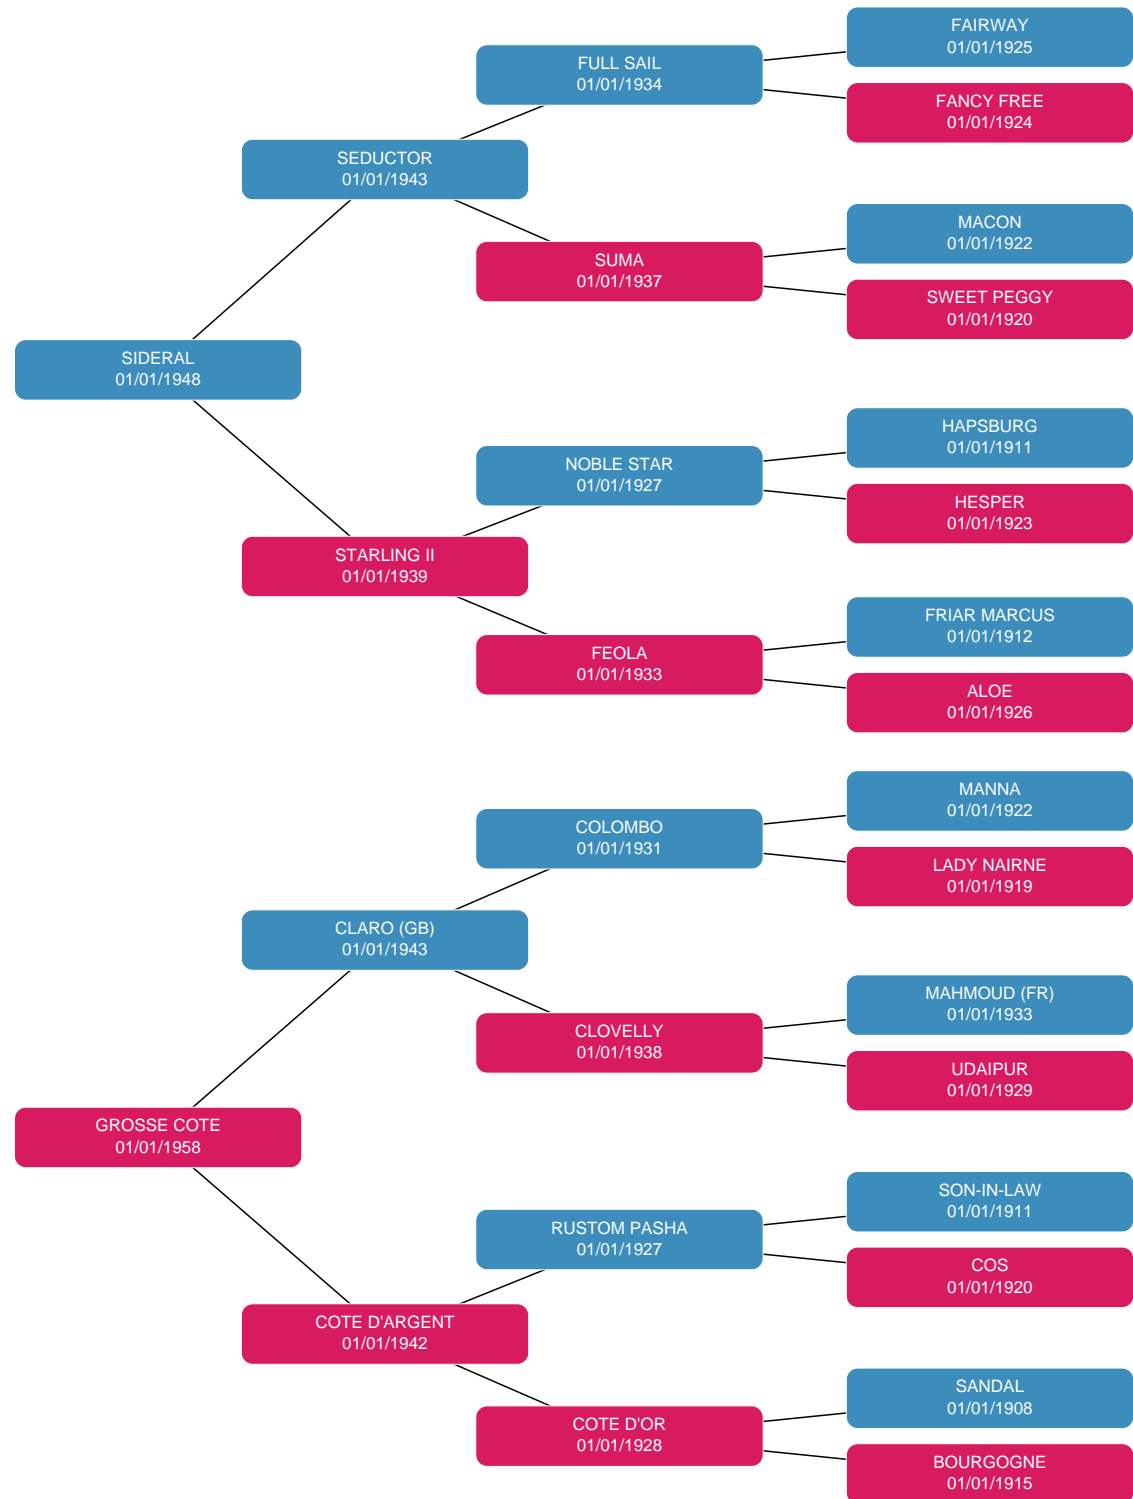 FAIRWAY
01/01/1925
FULL SAIL
01/01/1934
FANCY FREE
01/01/1924
SEDUCTOR
01/01/1943
MACON
01/01/1922
SUMA
01/01/1937
SWEET PEGGY
01/01/1920
SIDERAL
01/01/1948
HAPSBURG
01/01/1911
NOBLE STAR
01/01/1927
HESPER
01/01/1923
STARLING II
01/01/1939
FRIAR MARCUS
01/01/1912
FEOLA
01/01/1933
ALOE
01/01/1926
MANNA
01/01/1922
COLOMBO
01/01/1931
LADY NAIRNE
01/01/1919
CLARO (GB)
01/01/1943
MAHMOUD (FR)
01/01/1933
CLOVELLY
01/01/1938
UDAIPUR
01/01/1929
GROSSE COTE
01/01/1958
SON-IN-LAW
01/01/1911
RUSTOM PASHA
01/01/1927
COS
01/01/1920
COTE D'ARGENT
01/01/1942
SANDAL
01/01/1908
COTE D'OR
01/01/1928
BOURGOGNE
01/01/1915